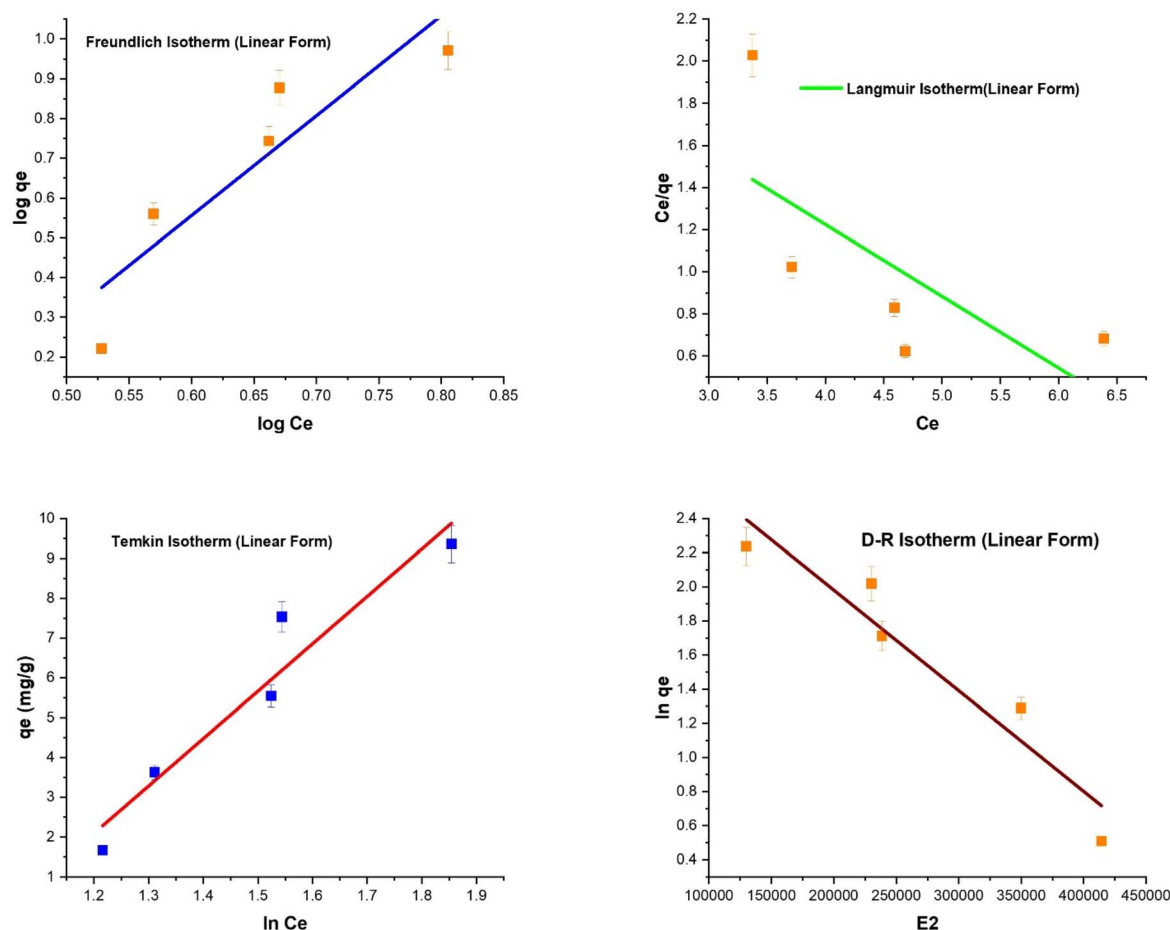 Freundlich Isotherm (Linear Form)
log qe
1.0
0.9
0.8
0.7
0.6
0.5
0.4
0.3
0.2
0.50 0.55 0.60 0.65 0.70 0.75 0.80 0.85
log Ce
Langmuir Isotherm(Linear Form)
Ce/qe
2.2
2.0
1.8
1.6
1.4
1.2
1.0
0.8
0.6
3.0 3.5 4.0 4.5 5.0 5.5 6.0 6.5
Ce
Temkin Isotherm (Linear Form)
qe (mg/g)
10
9
8
7
6
5
4
3
2
1
1.2 1.3 1.4 1.5 1.6 1.7 1.8 1.9
ln Ce
D-R Isotherm (Linear Form)
ln qe
2.4
2.2
2.0
1.8
1.6
1.4
1.2
1.0
0.8
0.6
0.4
100000 150000 200000 250000 300000 350000 400000 450000
E2